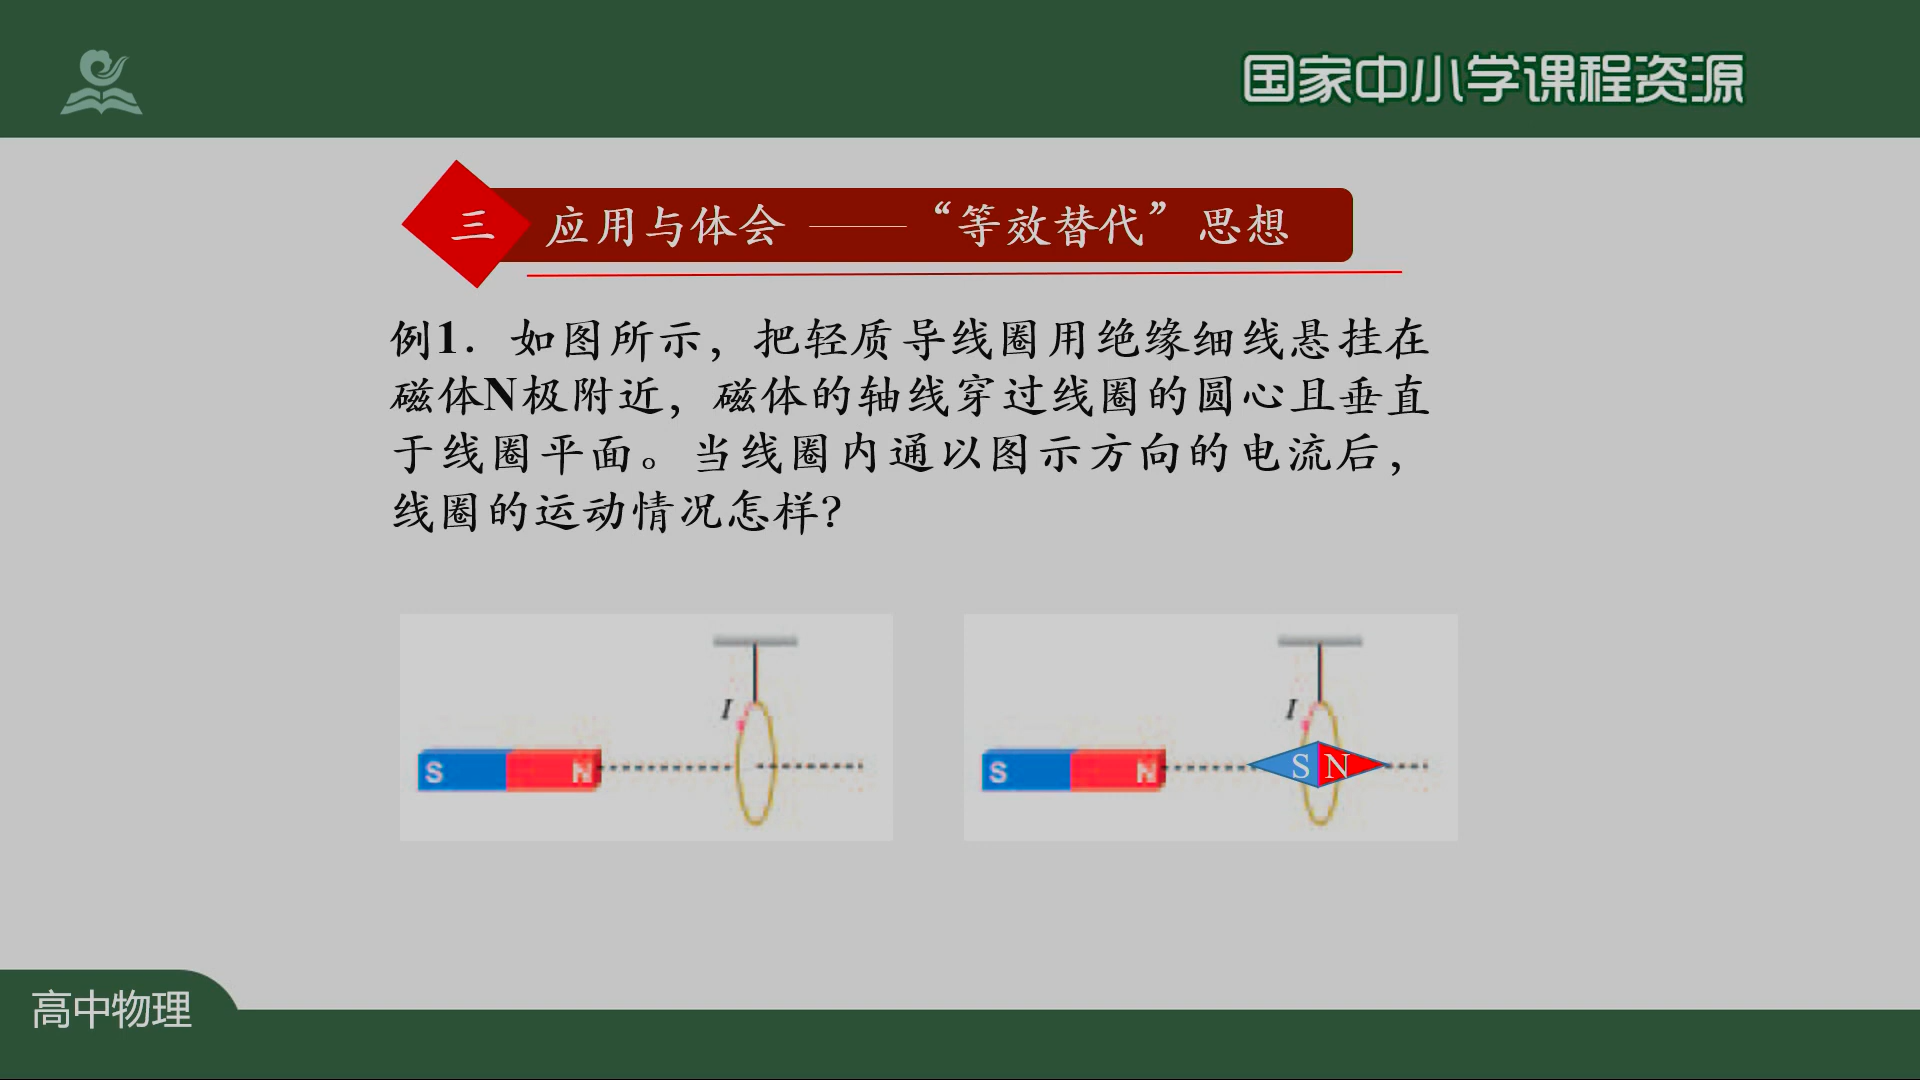 国家中小学课程资源
三 应用与体会 ——“等效替代”思想
例1．如图所示，把轻质导线圈用绝缘细线悬挂在
磁体N极附近，磁体的轴线穿过线圈的圆心且垂直
于线圈平面。当线圈内通以图示方向的电流后，
线圈的运动情况怎样?
I
S N
I
S N
S N
高中物理